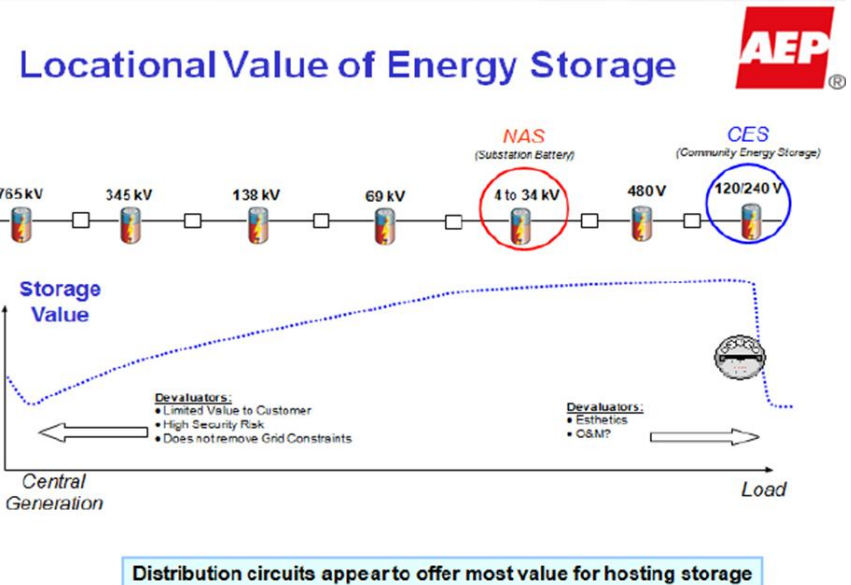 Locational Value of Energy Storage
AEP
®
NAS
(Substation Battery)
CES
(Community Energy Storage)
765 kV
345 kV
138 kV
69 kV
4 to 34 kV
480 V
120/240 V
Storage
Value
Devaluators:
• Limited Value to Customer
• High Security Risk
• Does not remove Grid Constraints
Devaluators:
• Esthetics
• O&M?
Central
Generation
Load
Distribution circuits appear to offer most value for hosting storage